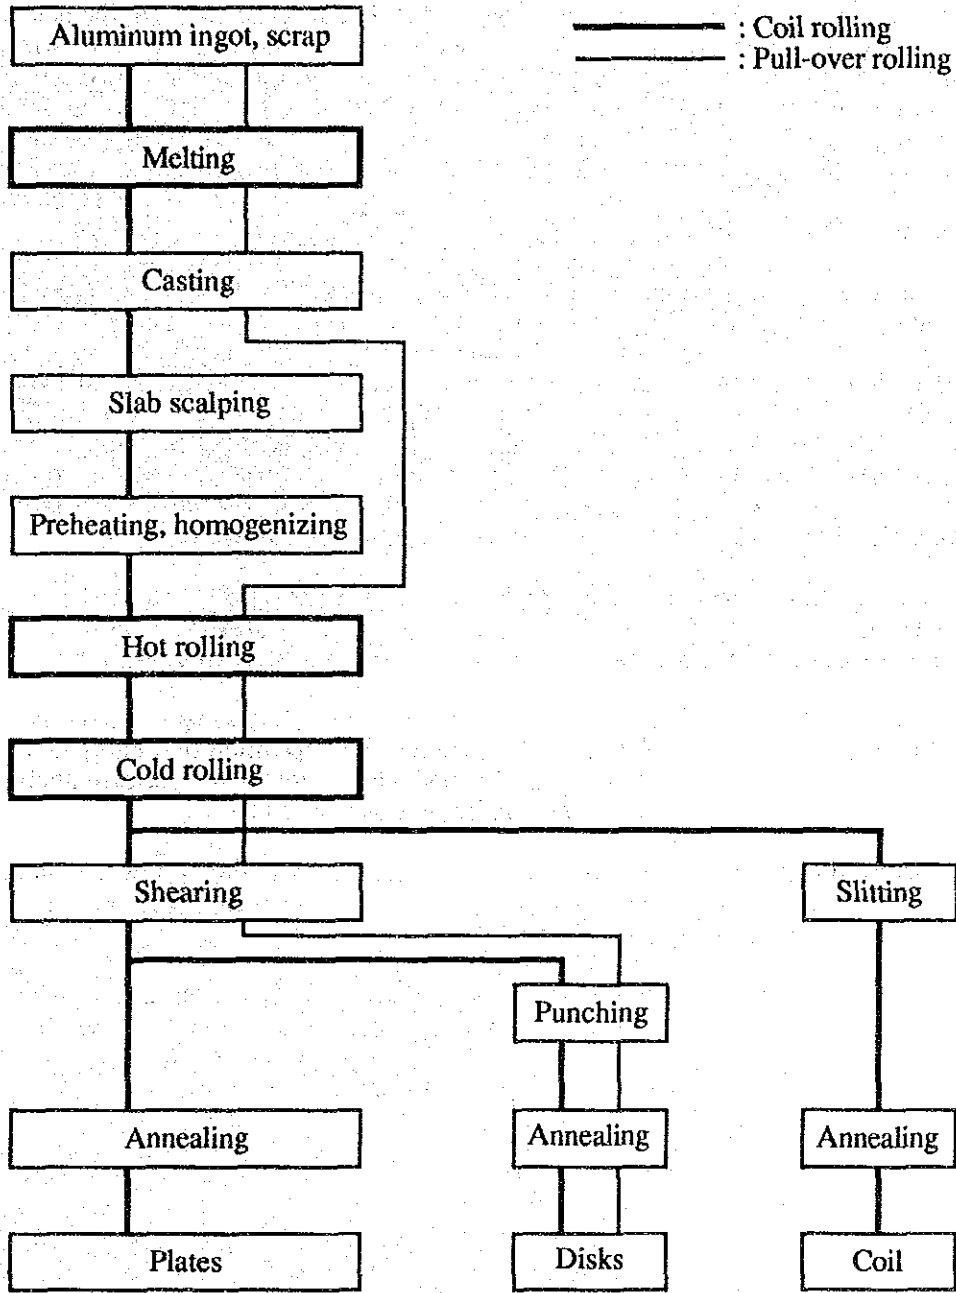 Aluminum ingot, scrap
: Coil rolling
: Pull-over rolling
Melting
Casting
Slab scalping
Preheating, homogenizing
Hot rolling
Cold rolling
Shearing
Slitting
Punching
Annealing
Annealing
Annealing
Plates
Disks
Coil